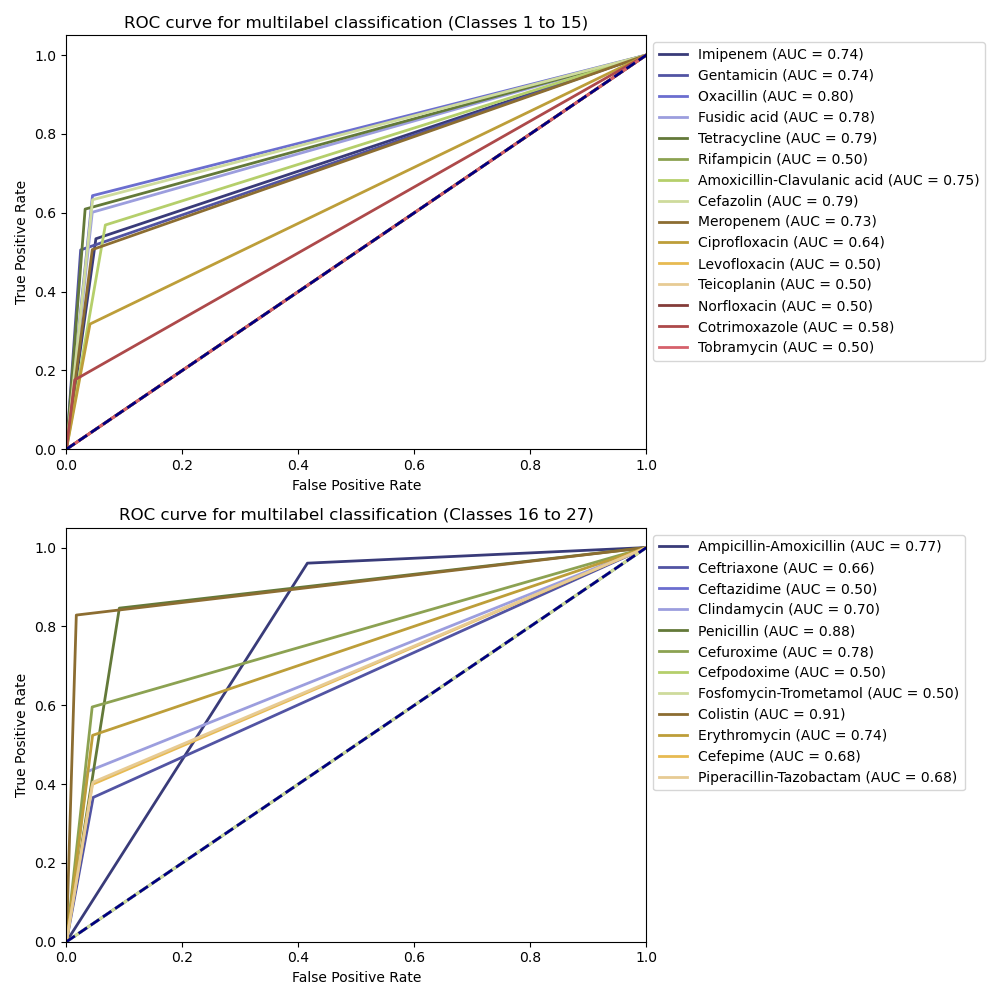 ROC curve for multilabel classification (Classes 1 to 15)
True Positive Rate
1.0
0.8
0.6
0.4
0.2
0.0
0.0 0.2 0.4 0.6 0.8 1.0
False Positive Rate
Imipenem (AUC = 0.74)
Gentamicin (AUC = 0.74)
Oxacillin (AUC = 0.80)
Fusidic acid (AUC = 0.78)
Tetracycline (AUC = 0.79)
Rifampicin (AUC = 0.50)
Amoxicillin-Clavulanic acid (AUC = 0.75)
Cefazolin (AUC = 0.79)
Meropenem (AUC = 0.73)
Ciprofloxacin (AUC = 0.64)
Levofloxacin (AUC = 0.50)
Teicoplanin (AUC = 0.50)
Norfloxacin (AUC = 0.50)
Cotrimoxazole (AUC = 0.58)
Tobramycin (AUC = 0.50)
ROC curve for multilabel classification (Classes 16 to 27)
True Positive Rate
1.0
0.8
0.6
0.4
0.2
0.0
0.0 0.2 0.4 0.6 0.8 1.0
False Positive Rate
Ampicillin-Amoxicillin (AUC = 0.77)
Ceftriaxone (AUC = 0.66)
Ceftazidime (AUC = 0.50)
Clindamycin (AUC = 0.70)
Penicillin (AUC = 0.88)
Cefuroxime (AUC = 0.78)
Cefpodoxime (AUC = 0.50)
Fosfomycin-Trometamol (AUC = 0.50)
Colistin (AUC = 0.91)
Erythromycin (AUC = 0.74)
Cefepime (AUC = 0.68)
Piperacillin-Tazobactam (AUC = 0.68)